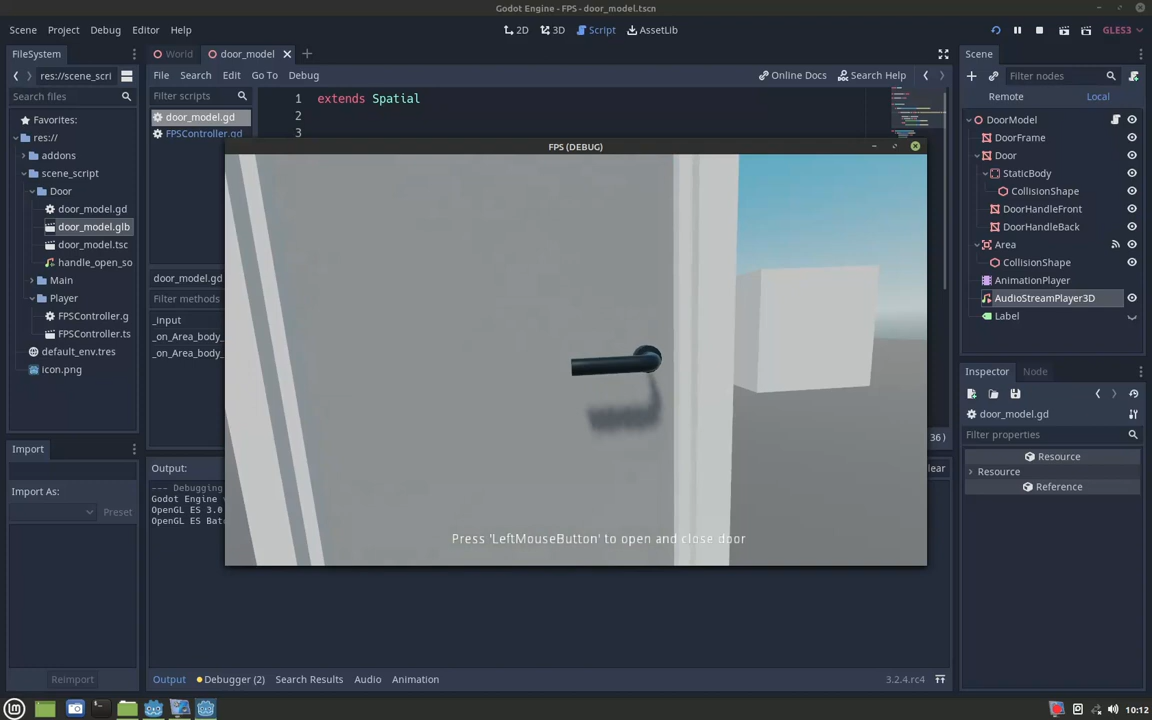 Godot Engine - FPS - door_model.tscn
Scene Project Debug Editor Help
2D 3D Script AssetLib
GLES3
FileSystem
res://scene_scri
Search files
Favorites:
res://
addons
scene_script
Door
door_model.gd
door_model.glb
door_model.tsc
handle_open_so
Main
Player
FPSController.g
FPSController.ts
default_env.tres
icon.png
Import
Import As:
Preset
Reimport
World door_model
File Search Edit Go To Debug
Online Docs Search Help
Filter scripts
door_model.gd
FPSController.gd
door_model.gd
Filter methods
_input
_on_Area_body_
_on_Area_body_
1 extends Spatial
2
3
36)
FPS (DEBUG)
Press 'LeftMouseButton' to open and close door
Output:
lear
--- Debugging
Godot Engine
OpenGL ES 3.0
OpenGL ES Bat
Output Debugger (2) Search Results Audio Animation
3.2.4.rc4
Scene
Filter nodes
Remote Local
DoorModel
DoorFrame
Door
StaticBody
CollisionShape
DoorHandleFront
DoorHandleBack
Area
CollisionShape
AnimationPlayer
AudioStreamPlayer3D
Label
Inspector Node
door_model.gd
Filter properties
Resource
Resource
Reference
10:12